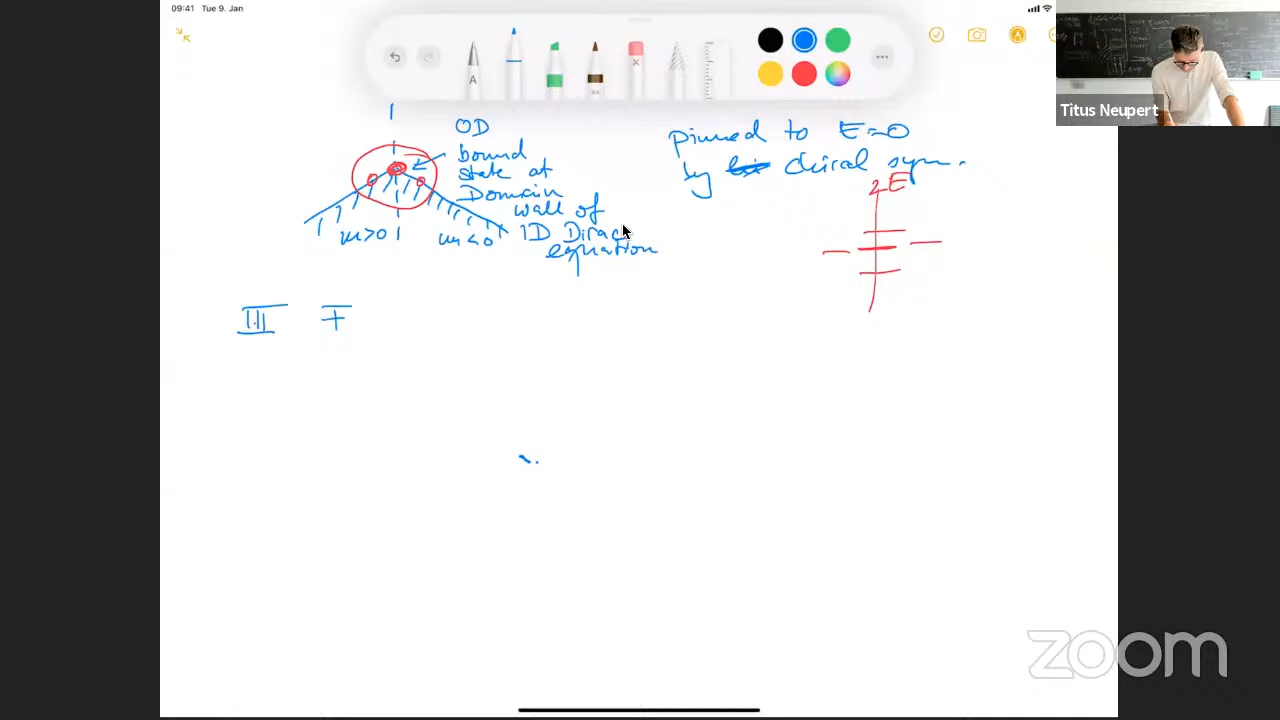 09:41 Tue 9. Jan
A
Titus Neupert
0D
bound
state at
Domain
wall of
1D Dirac
equation
m>0
m<0
pinned to E=0
by chiral sym.
E
III
zoom